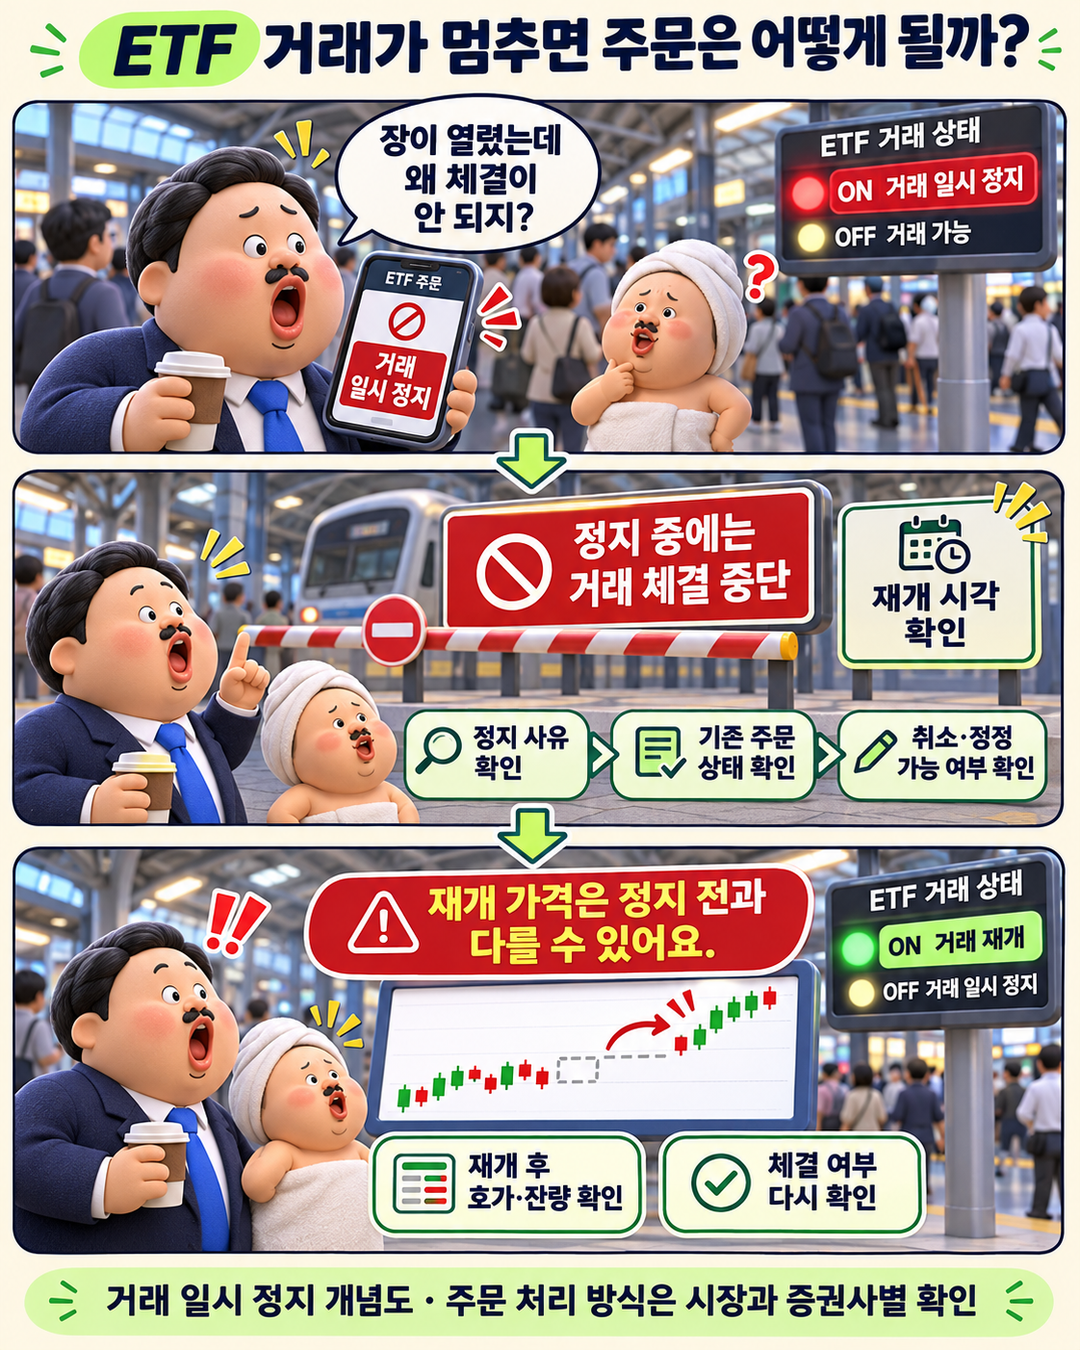 ETF 거래가 멈추면 주문은 어떻게 될까?
장이 열렸는데
왜 체결이
안 되지?
ETF 주문
거래
일시 정지
?
ETF 거래 상태
ON 거래 일시 정지
OFF 거래 가능
정지 중에는
거래 체결 중단
재개 시각
확인
정지 사유
확인
기존 주문
상태 확인
취소·정정
가능 여부 확인
!!
재개 가격은 정지 전과
다를 수 있어요.
ETF 거래 상태
ON 거래 재개
OFF 거래 일시 정지
재개 후
호가·잔량 확인
체결 여부
다시 확인
거래 일시 정지 개념도 · 주문 처리 방식은 시장과 증권사별 확인